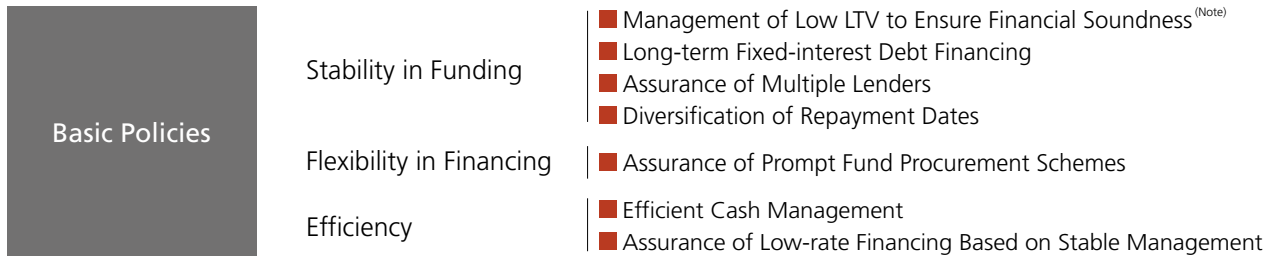 Basic Policies
Stability in Funding
■ Management of Low LTV to Ensure Financial Soundness (Note)
■ Long-term Fixed-interest Debt Financing
■ Assurance of Multiple Lenders
■ Diversification of Repayment Dates
Flexibility in Financing
■ Assurance of Prompt Fund Procurement Schemes
Efficiency
■ Efficient Cash Management
■ Assurance of Low-rate Financing Based on Stable Management